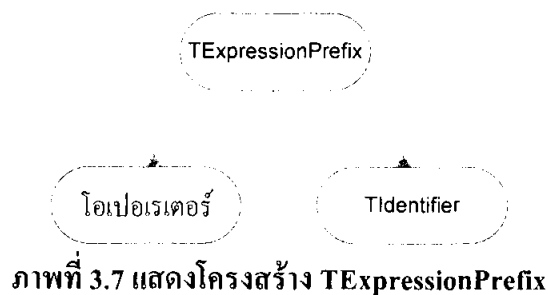 TExpressionPrefix
โอเปอเรเตอร์
TIdentifier
ภาพที่ 3.7 แสดงโครงสร้าง TExpressionPrefix